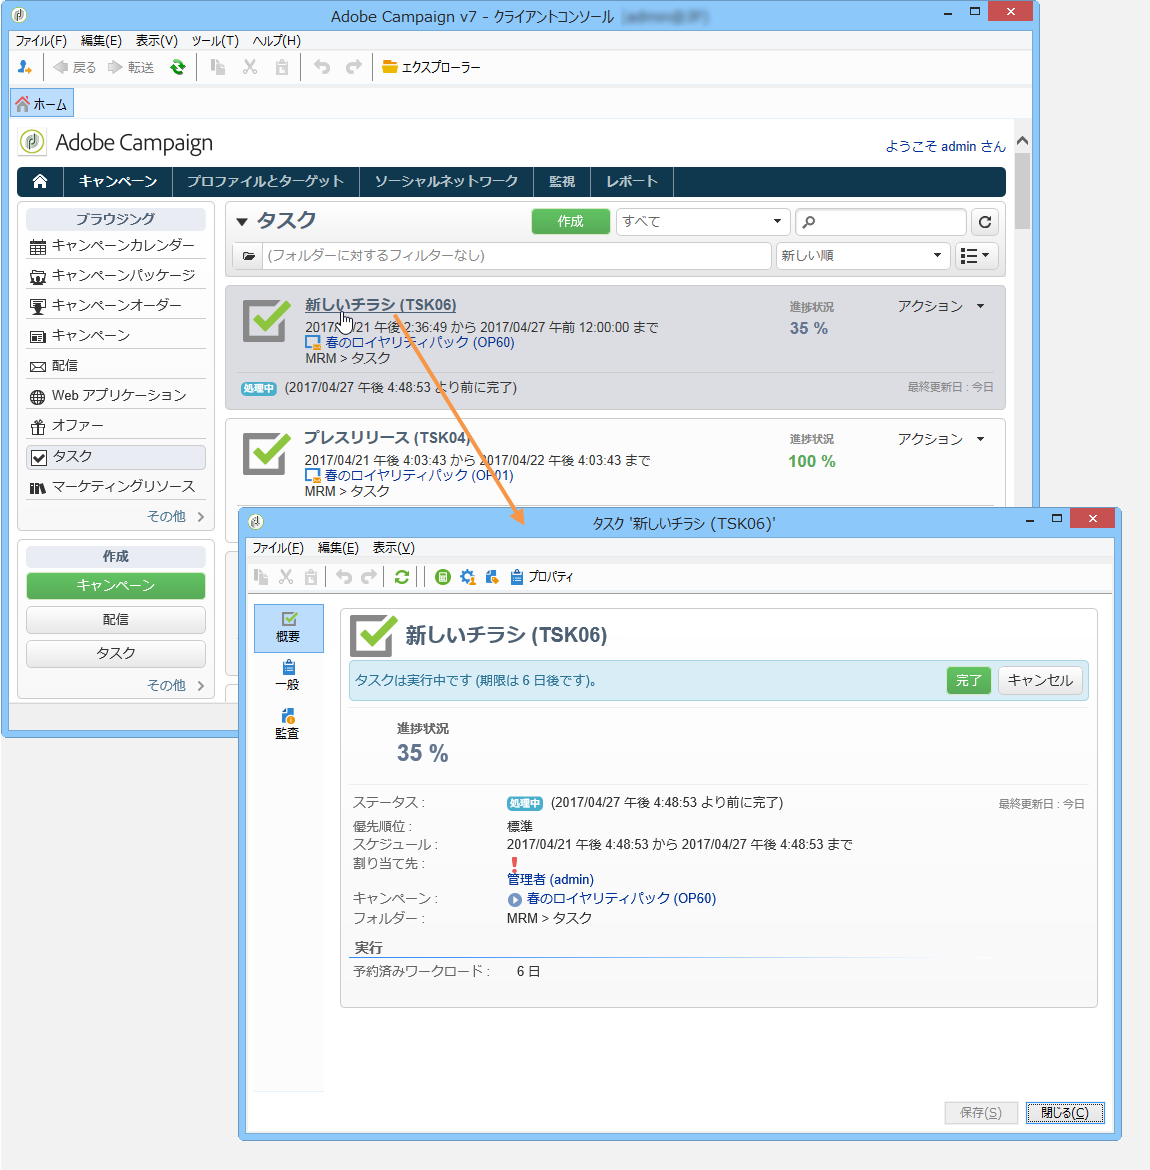 Adobe Campaign v7 - クライアントコンソール
ファイル(F) 編集(E) 表示(V) ツール(T) ヘルプ(H)
戻る 転送 エクスプローラー
ホーム
Adobe Campaign
ようこそ admin さん
キャンペーン プロファイルとターゲット ソーシャルネットワーク 監視 レポート
ブラウジング
キャンペーンカレンダー
キャンペーンパッケージ
キャンペーンオーダー
キャンペーン
配信
Web アプリケーション
オファー
タスク
マーケティングリソース
その他
作成
キャンペーン
配信
タスク
その他
タスク 作成 すべて
(フォルダーに対するフィルターなし) 新しい順
新しいチラシ (TSK06) 進捗状況 アクション
2017/04/21 午後 2:36:49 から 2017/04/27 午前 12:00:00 まで 35 %
春のロイヤリティパック (OP60)
MRM > タスク
処理中 (2017/04/27 午後 4:48:53 より前に完了) 最終更新日 : 今日
プレスリリース (TSK04) 進捗状況 アクション
2017/04/21 午後 4:03:43 から 2017/04/22 午後 4:03:43 まで 100 %
春のロイヤリティパック (OP01)
MRM > タスク
タスク '新しいチラシ (TSK06)'
ファイル(F) 編集(E) 表示(V)
プロパティ
概要
一般
監査
新しいチラシ (TSK06)
タスクは実行中です (期限は 6 日後です)。 完了 キャンセル
進捗状況
35 %
ステータス : 処理中 (2017/04/27 午後 4:48:53 より前に完了) 最終更新日 : 今日
優先順位 : 標準
スケジュール : 2017/04/21 午後 4:48:53 から 2017/04/27 午後 4:48:53 まで
割り当て先 :
管理者 (admin)
キャンペーン : 春のロイヤリティパック (OP60)
フォルダー : MRM > タスク
実行
予約済みワークロード : 6 日
保存(S) 閉じる(C)